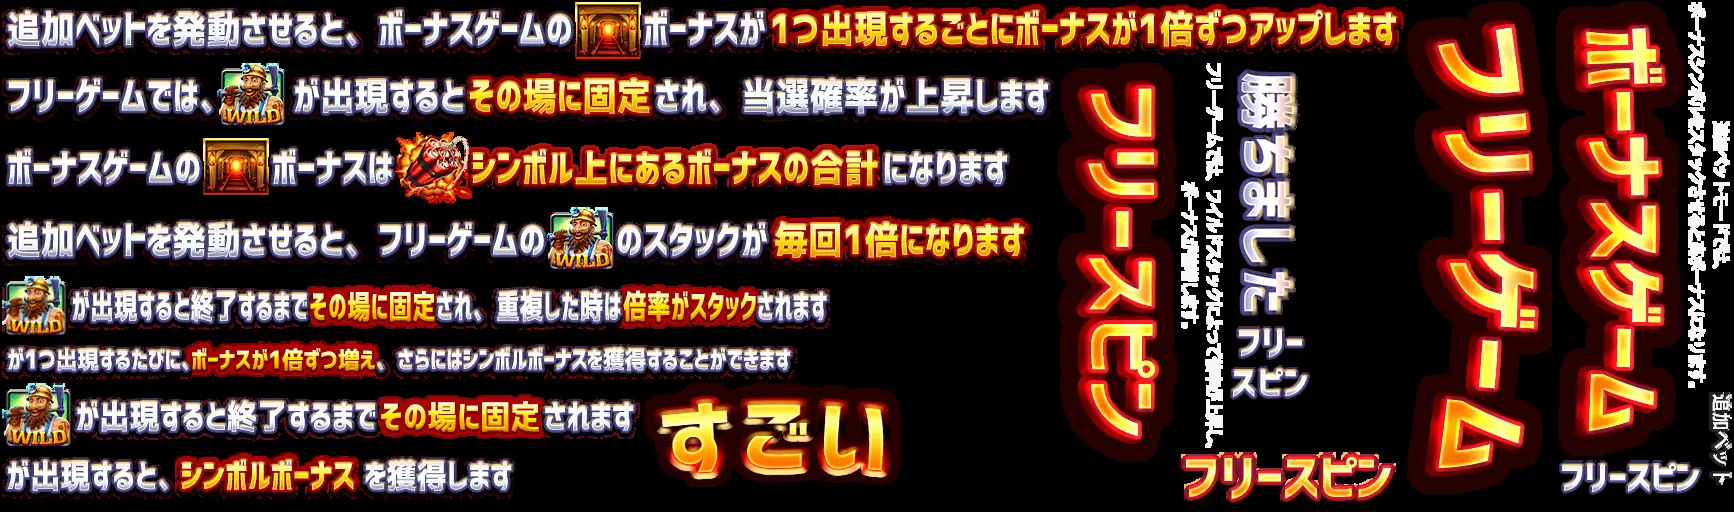 追加ベットを発動させると、ボーナスゲームの ボーナスが 1つ出現するごとにボーナスが1倍ずつアップします
フリーゲームでは、WILD が出現するとその場に固定され、当選確率が上昇します
ボーナスゲームの ボーナスは シンボル上にあるボーナスの合計 になります
追加ベットを発動させると、フリーゲームの WILD のスタックが 毎回1倍になります
WILD が出現すると終了するまでその場に固定され、重複した時は倍率がスタックされます
が1つ出現するたびに、ボーナスが1倍ずつ増え、さらにはシンボルボーナスを獲得することができます
WILD が出現すると終了するまでその場に固定されます
が出現すると、シンボルボーナス を獲得します
すごい
フリースピン
勝ちました
フリー
スピン
フリースピン
フリーゲーム
ボーナスゲーム
フリースピン
追加ベットモードでは、
追加ベット